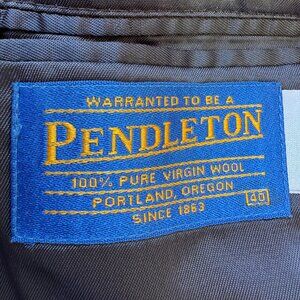 WARRANTED TO BE A
PENDLETON
100% PURE VIRGIN WOOL
PORTLAND, OREGON
SINCE 1863 40